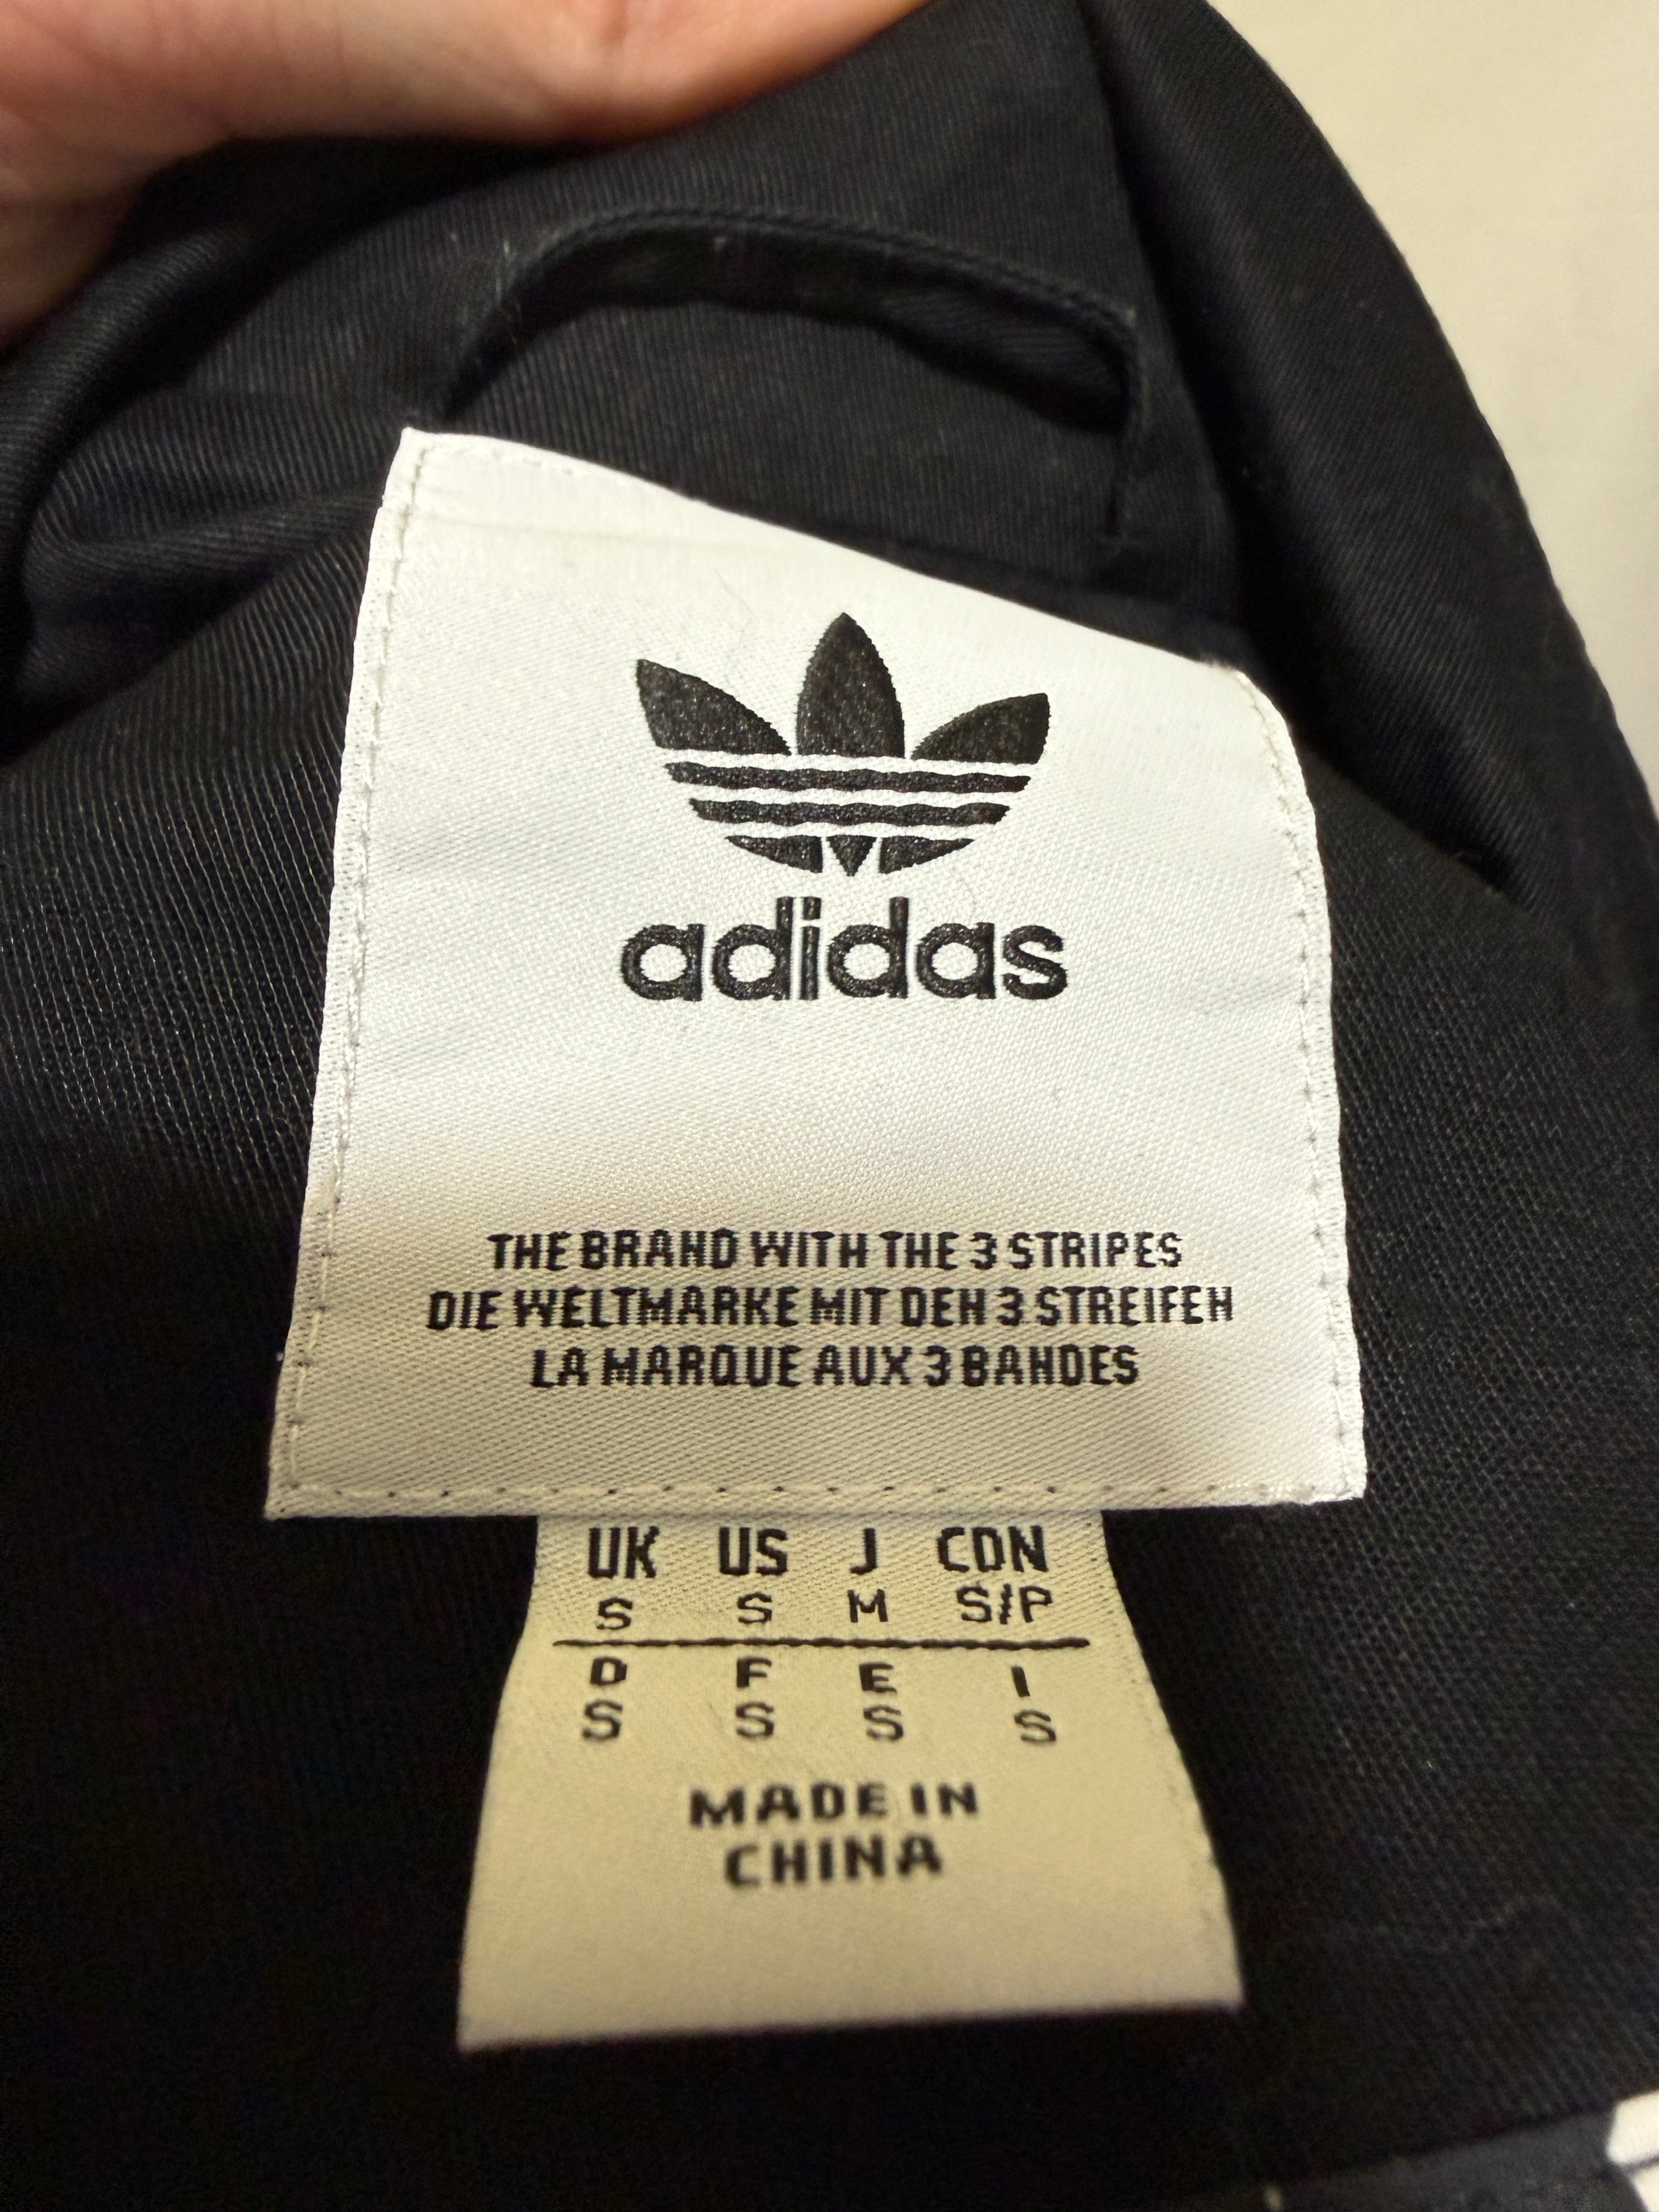 adidas
THE BRAND WITH THE 3 STRIPES
DIE WELTMARKE MIT DEN 3 STREIFEN
LA MARQUE AUX 3 BANDES
UK US J CDN
S S M S/P
D F E I
S S S S
MADE IN
CHINA